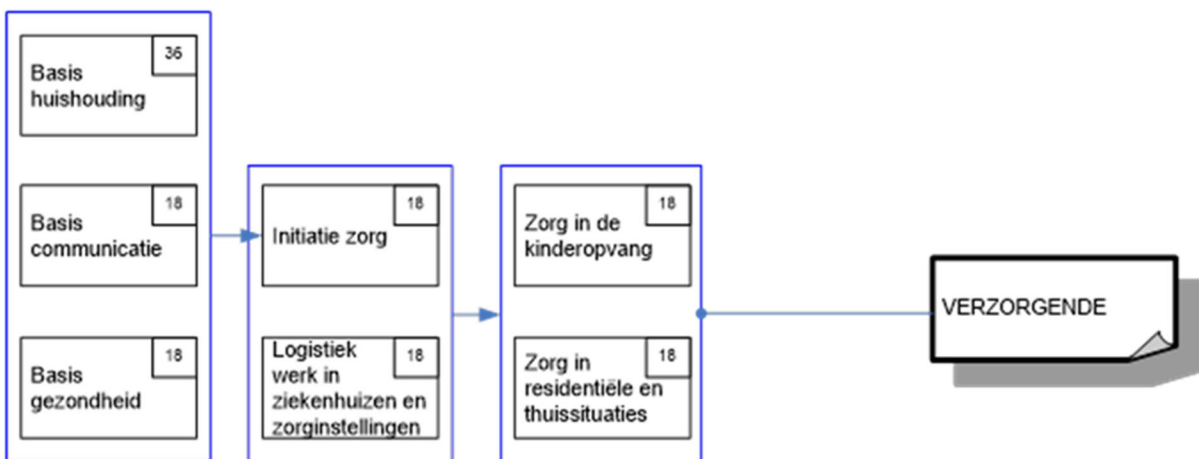 36
Basis
huishouding
18
Basis
communicatie
18
Basis
gezondheid
18
Initiatie zorg
18
Logistiek
werk in
ziekenhuizen en
zorginstellingen
18
Zorg in de
kinderopvang
18
Zorg in
residentiële en
thuissituaties
VERZORGENDE